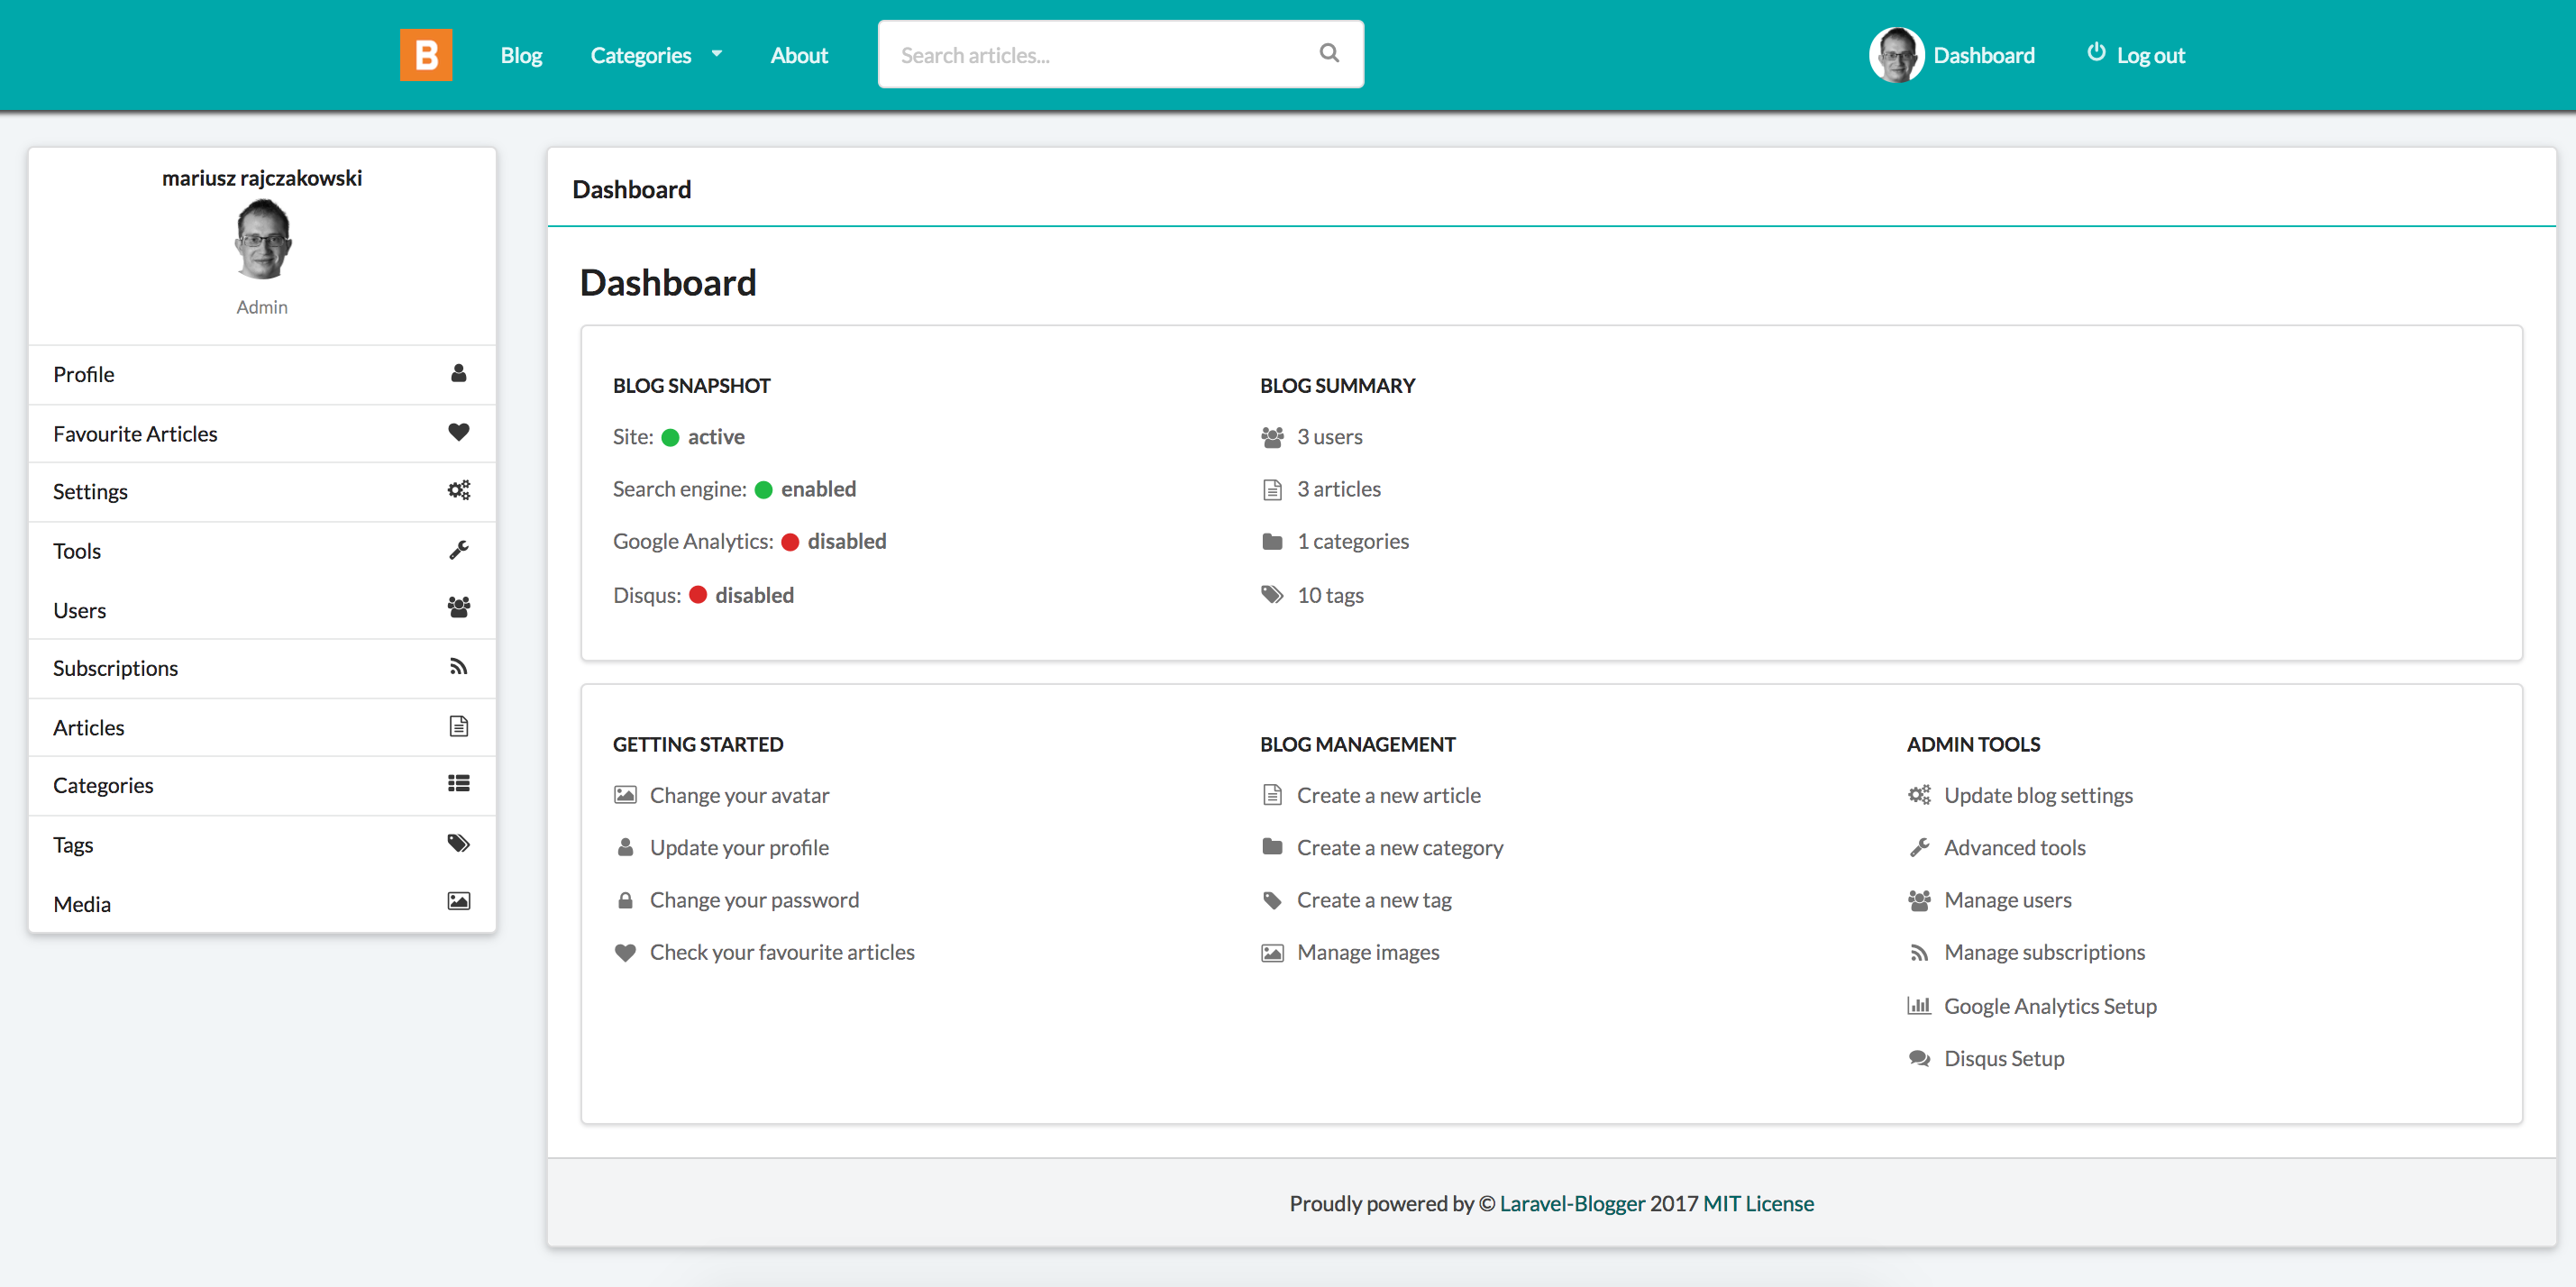 B
Blog
Categories
About
Search articles...
Dashboard
Log out
mariusz rajczakowski
Admin
Profile
Favourite Articles
Settings
Tools
Users
Subscriptions
Articles
Categories
Tags
Media
Dashboard
Dashboard
BLOG SNAPSHOT
Site: active
Search engine: enabled
Google Analytics: disabled
Disqus: disabled
BLOG SUMMARY
3 users
3 articles
1 categories
10 tags
GETTING STARTED
Change your avatar
Update your profile
Change your password
Check your favourite articles
BLOG MANAGEMENT
Create a new article
Create a new category
Create a new tag
Manage images
ADMIN TOOLS
Update blog settings
Advanced tools
Manage users
Manage subscriptions
Google Analytics Setup
Disqus Setup
Proudly powered by © Laravel-Blogger 2017 MIT License